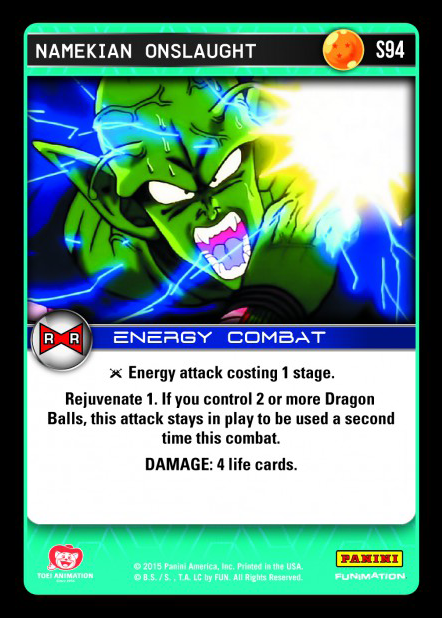 NAMEKIAN ONSLAUGHT
S94
R R
ENERGY COMBAT
Energy attack costing 1 stage.
Rejuvenate 1. If you control 2 or more Dragon
Balls, this attack stays in play to be used a second
time this combat.
DAMAGE: 4 life cards.
TOEI ANIMATION
© 2015 Panini America, Inc. Printed in the USA.
© B.S. / S. , T.A. LC by FUN. All Rights Reserved.
PANINI
FUNIMATION